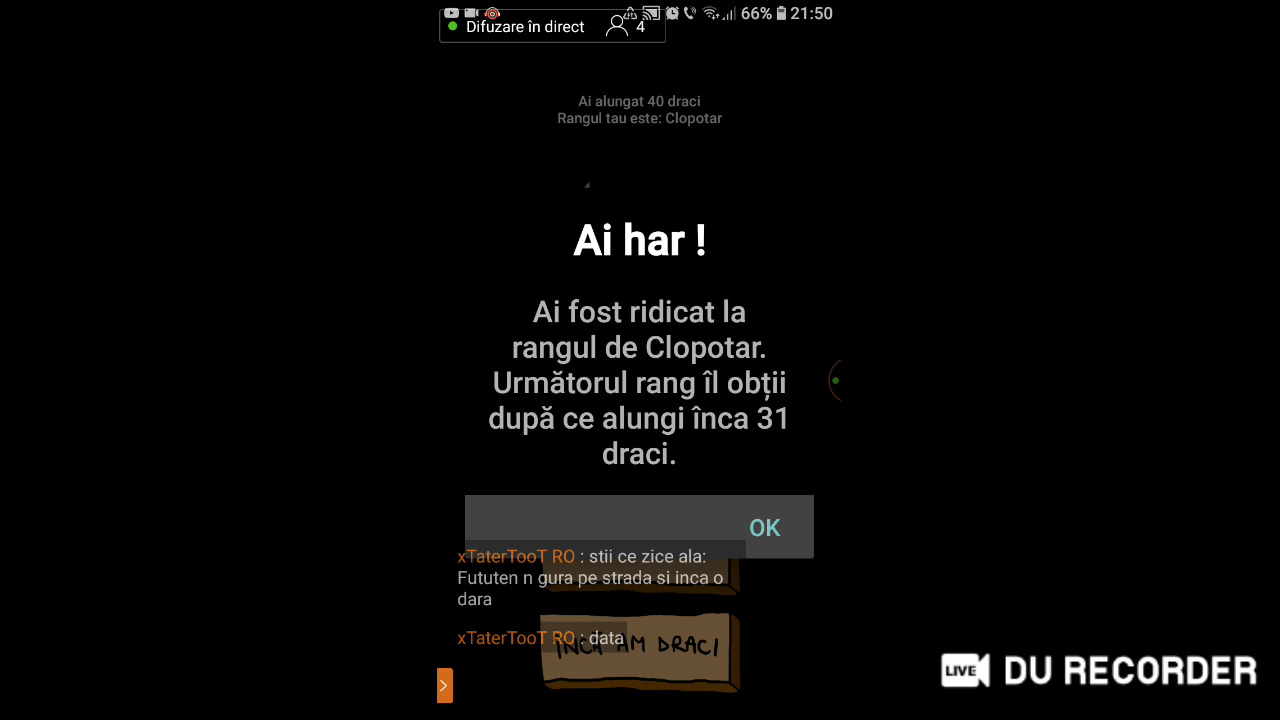 66% 21:50
Difuzare în direct 4
Ai alungat 40 draci
Rangul tau este: Clopotar
Ai har !
Ai fost ridicat la
rangul de Clopotar.
Următorul rang îl obții
după ce alungi înca 31
draci.
OK
xTaterTooT RO : stii ce zice ala:
Fututen n gura pe strada si inca o
dara
xTaterTooT RO : data
INCA AM DRACI
LIVE DU RECORDER